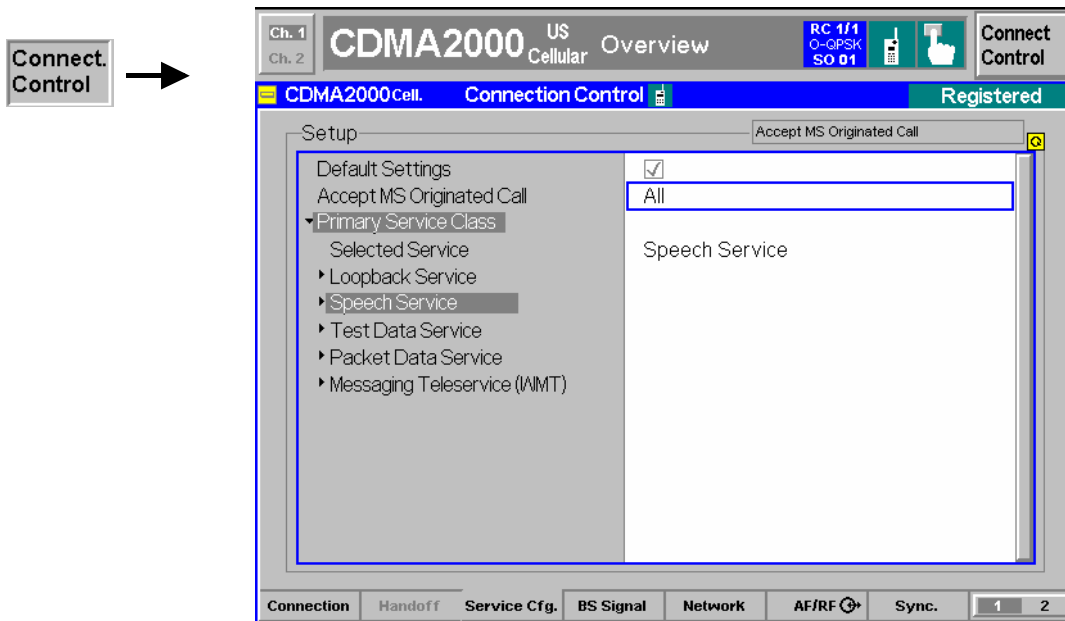 Connect.
Control
Ch. 1
Ch. 2
CDMA2000 US Cellular Overview
RC 1/1
O-QPSK
SO 01
Connect
Control
CDMA2000 Cell. Connection Control Registered
Setup Accept MS Originated Call
Default Settings
Accept MS Originated Call All
Primary Service Class
Selected Service Speech Service
Loopback Service
Speech Service
Test Data Service
Packet Data Service
Messaging Teleservice (WMT)
Connection Handoff Service Cfg. BS Signal Network AF/RF Sync. 1 2